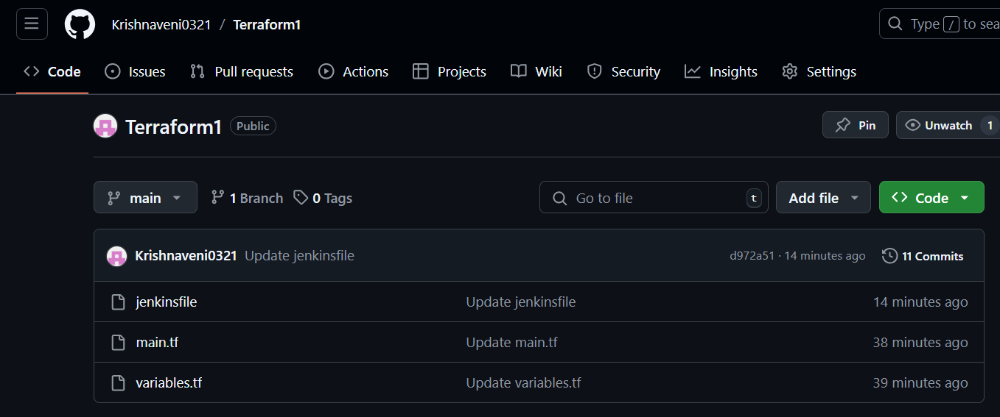 Krishnaveni0321 / Terraform1
Type / to sea
Code Issues Pull requests Actions Projects Wiki Security Insights Settings
Terraform1 Public Pin Unwatch 1
main 1 Branch 0 Tags Go to file t Add file Code
Krishnaveni0321 Update jenkinsfile d972a51 · 14 minutes ago 11 Commits
jenkinsfile Update jenkinsfile 14 minutes ago
main.tf Update main.tf 38 minutes ago
variables.tf Update variables.tf 39 minutes ago